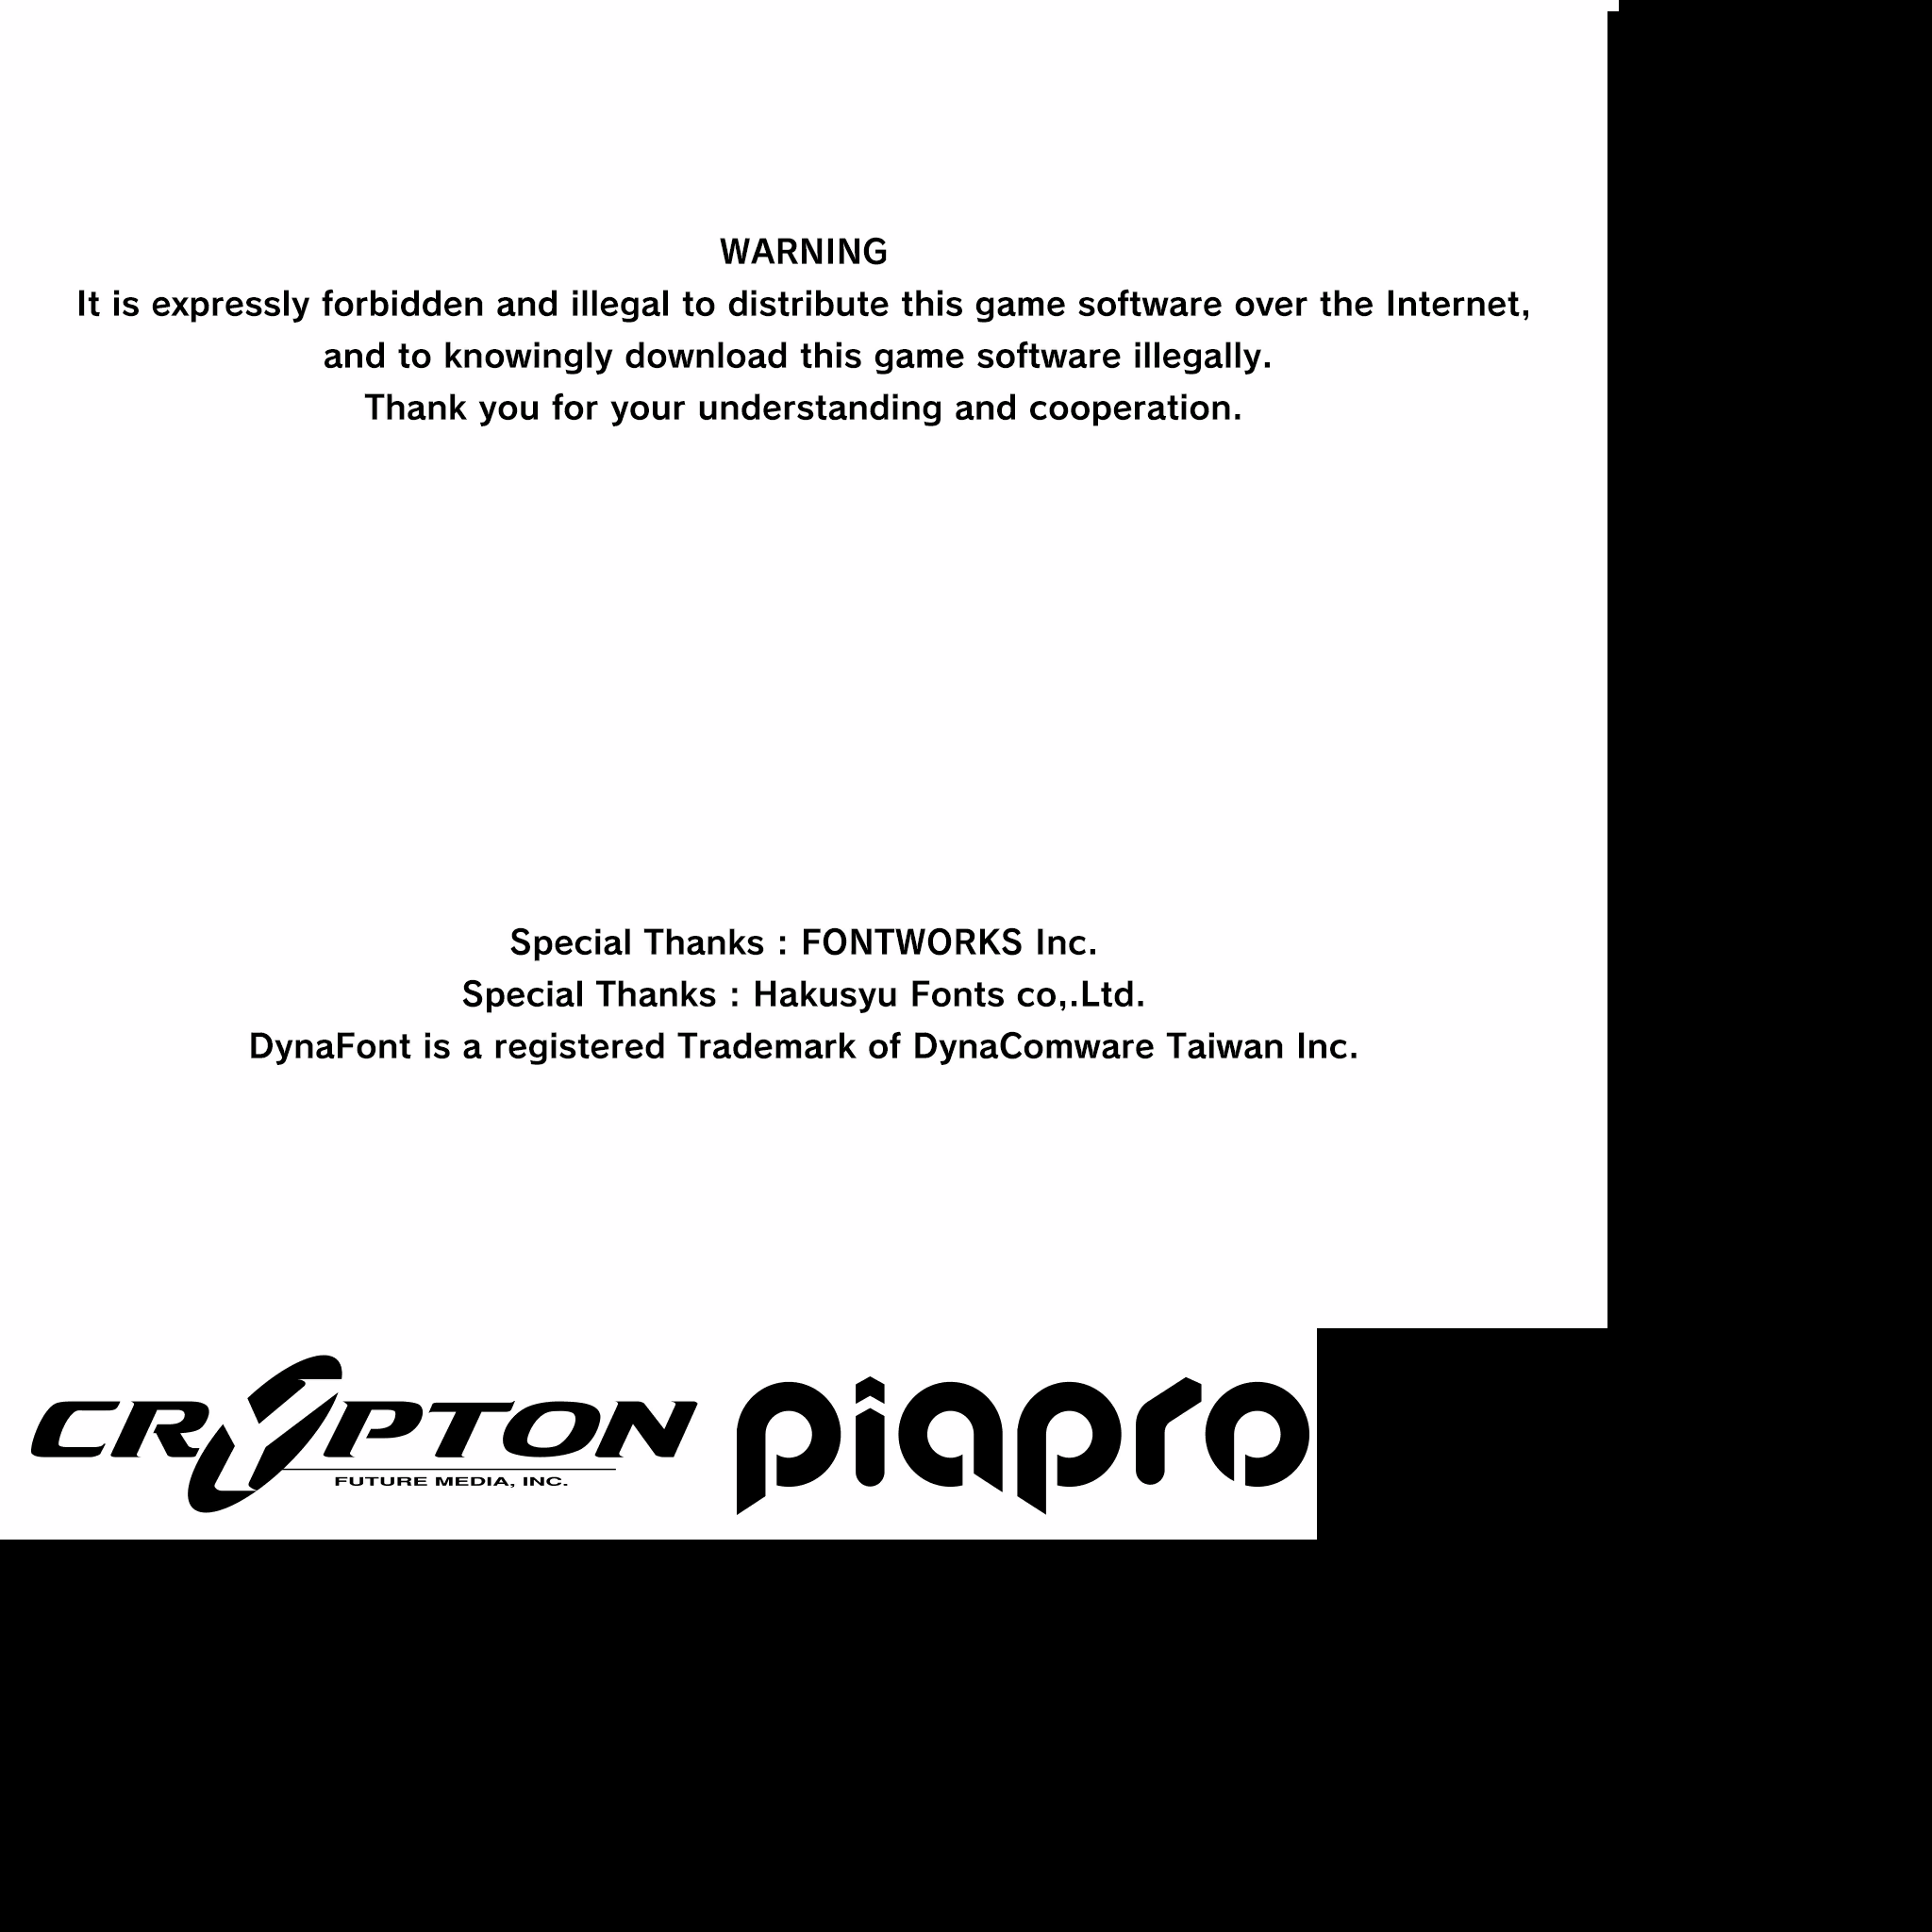 WARNING
It is expressly forbidden and illegal to distribute this game software over the Internet,
and to knowingly download this game software illegally.
Thank you for your understanding and cooperation.
Special Thanks : FONTWORKS Inc.
Special Thanks : Hakusyu Fonts co,.Ltd.
DynaFont is a registered Trademark of DynaComware Taiwan Inc.
CRYPTON
FUTURE MEDIA, INC.
piapro